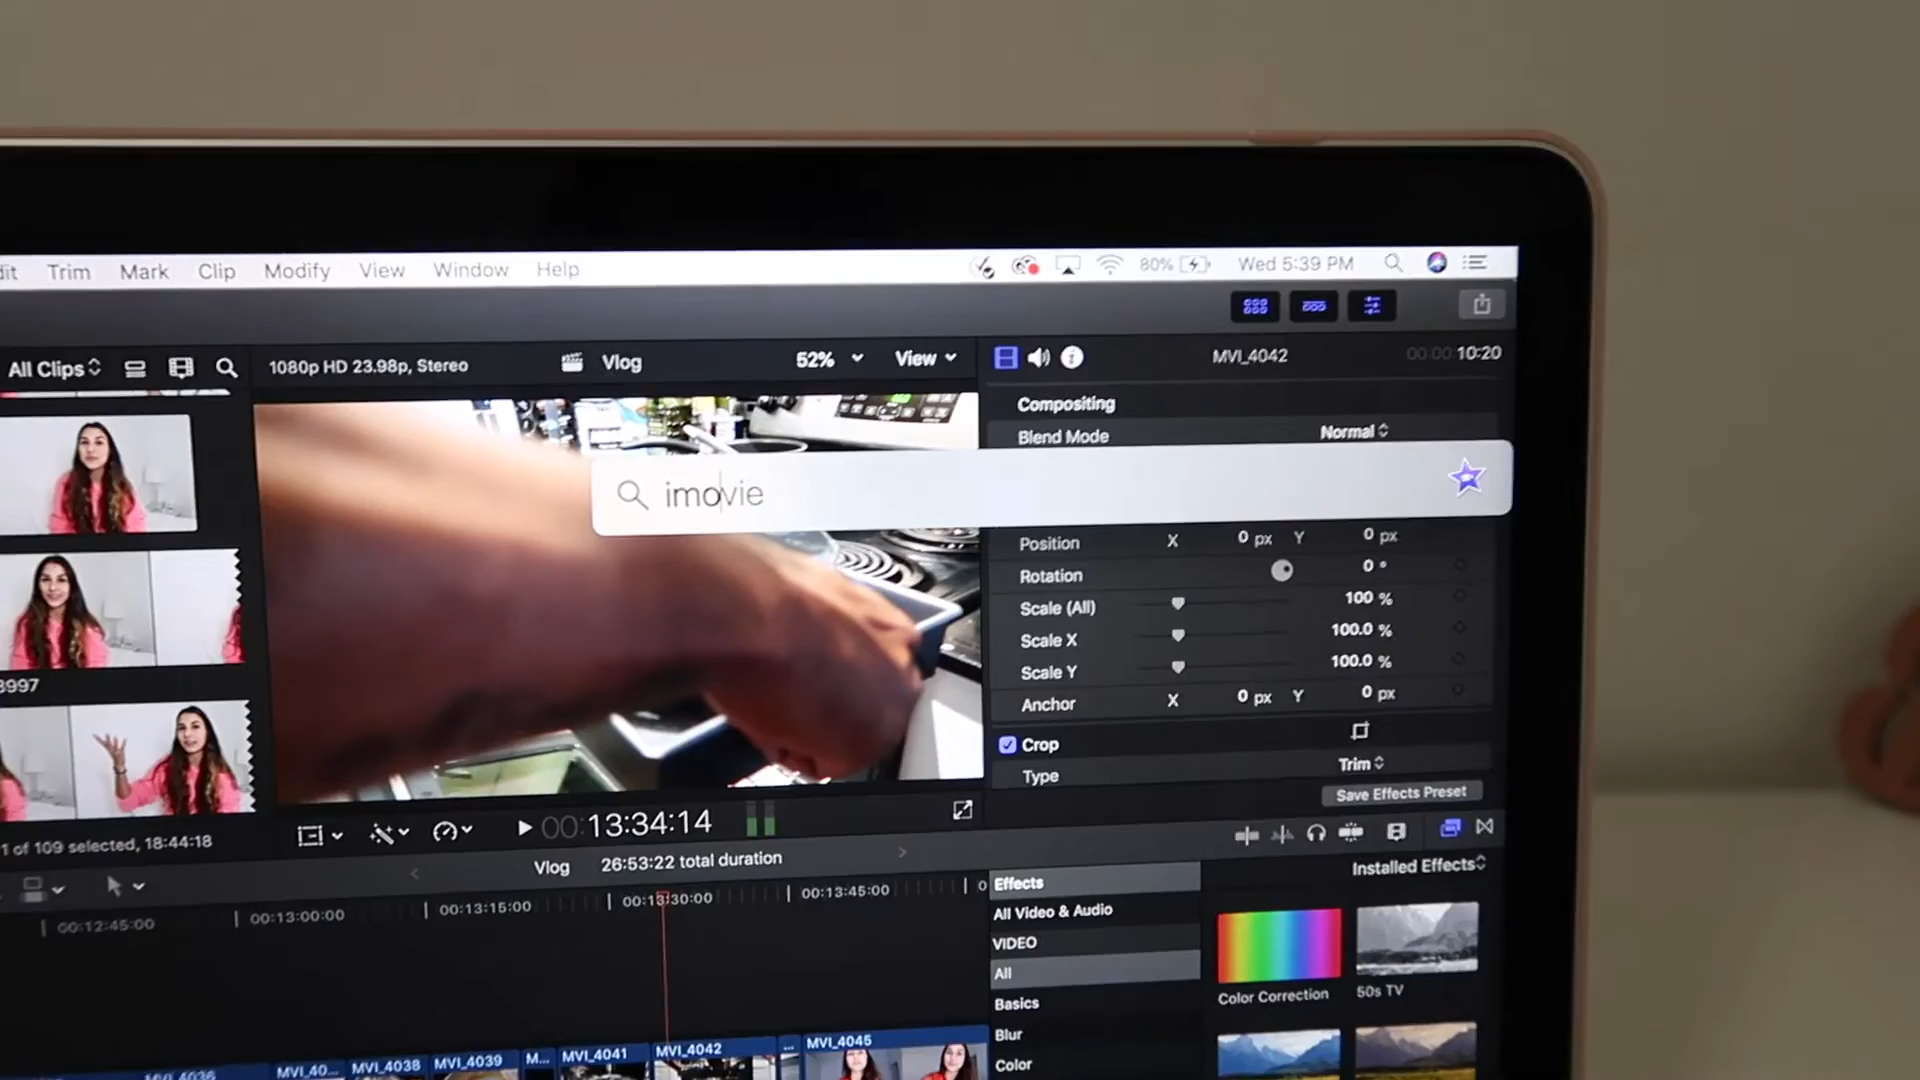 Trim Mark Clip Modify View Window Help 80% Wed 5:39 PM
All Clips 1080p HD 23.98p, Stereo Vlog 52% View MVI_4042 00:00:10:20
Compositing
Blend Mode Normal
imovie
Position X 0 px Y 0 px
Rotation 0 °
Scale (All) 100 %
Scale X 100.0 %
Scale Y 100.0 %
Anchor X 0 px Y 0 px
3997
Crop
Type Trim
Save Effects Preset
1 of 109 selected, 18:44:18 00:13:34:14
Vlog 26:53:22 total duration
Installed Effects
00:12:45:00 00:13:00:00 00:13:15:00 00:13:30:00 00:13:45:00
Effects
All Video & Audio
VIDEO
All
Color Correction 50s TV
Basics
Blur
Color
MVI_4036 MVI_40... MVI_4038 MVI_4039 M... MVI_4041 MVI_4042 ... MVI_4045